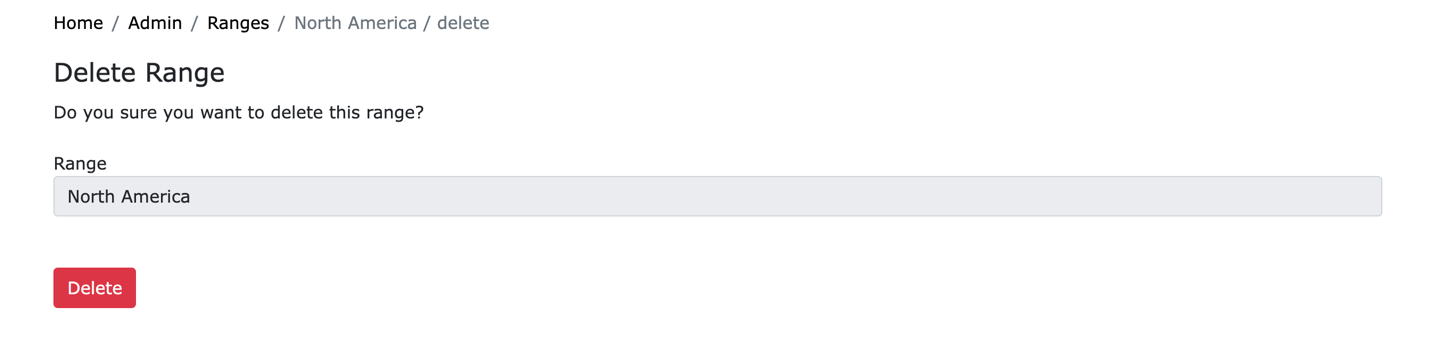 Home / Admin / Ranges / North America / delete
Delete Range
Do you sure you want to delete this range?
Range
North America
Delete